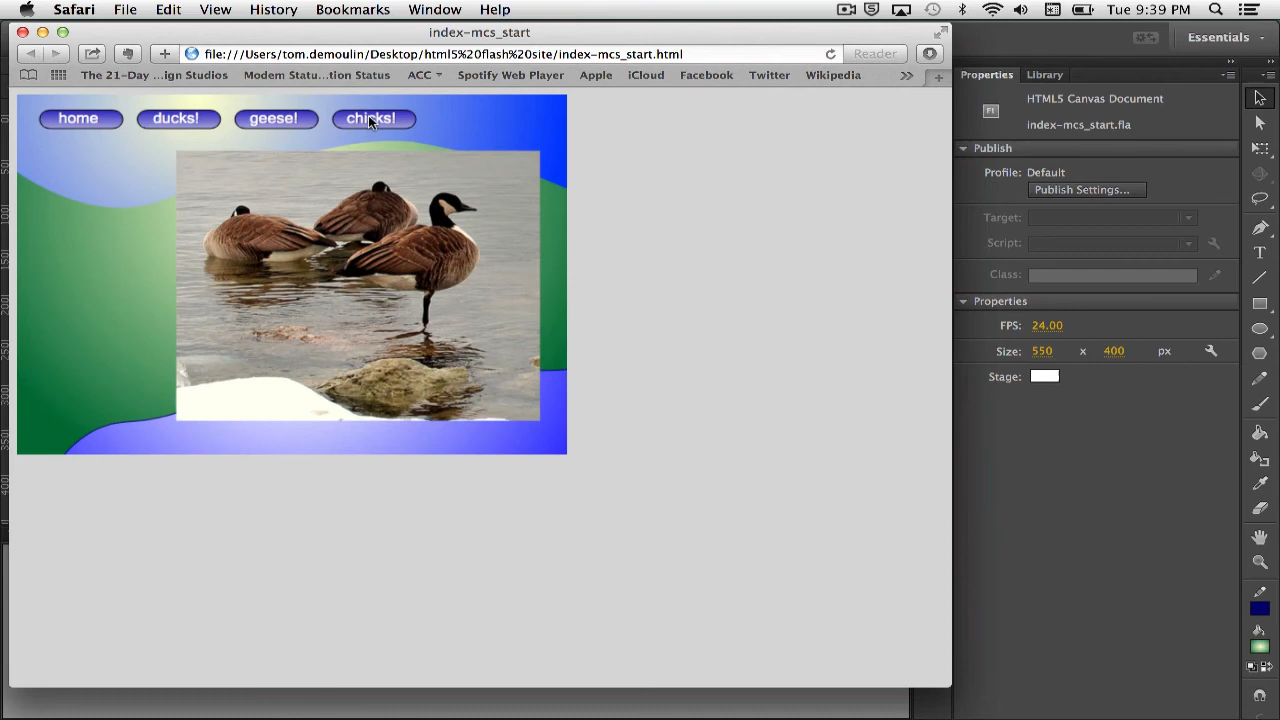 Safari File Edit View History Bookmarks Window Help Tue 9:39 PM
index-mcs_start
file:///Users/tom.demoulin/Desktop/html5%20flash%20site/index-mcs_start.html Reader
The 21-Day ...ign Studios Modem Statu...tion Status ACC Spotify Web Player Apple iCloud Facebook Twitter Wikipedia
home ducks! geese! chicks!
Essentials
Properties Library
HTML5 Canvas Document
Fl
index-mcs_start.fla
Publish
Profile: Default
Publish Settings...
Target:
Script:
Class:
Properties
FPS: 24.00
Size: 550 x 400 px
Stage: